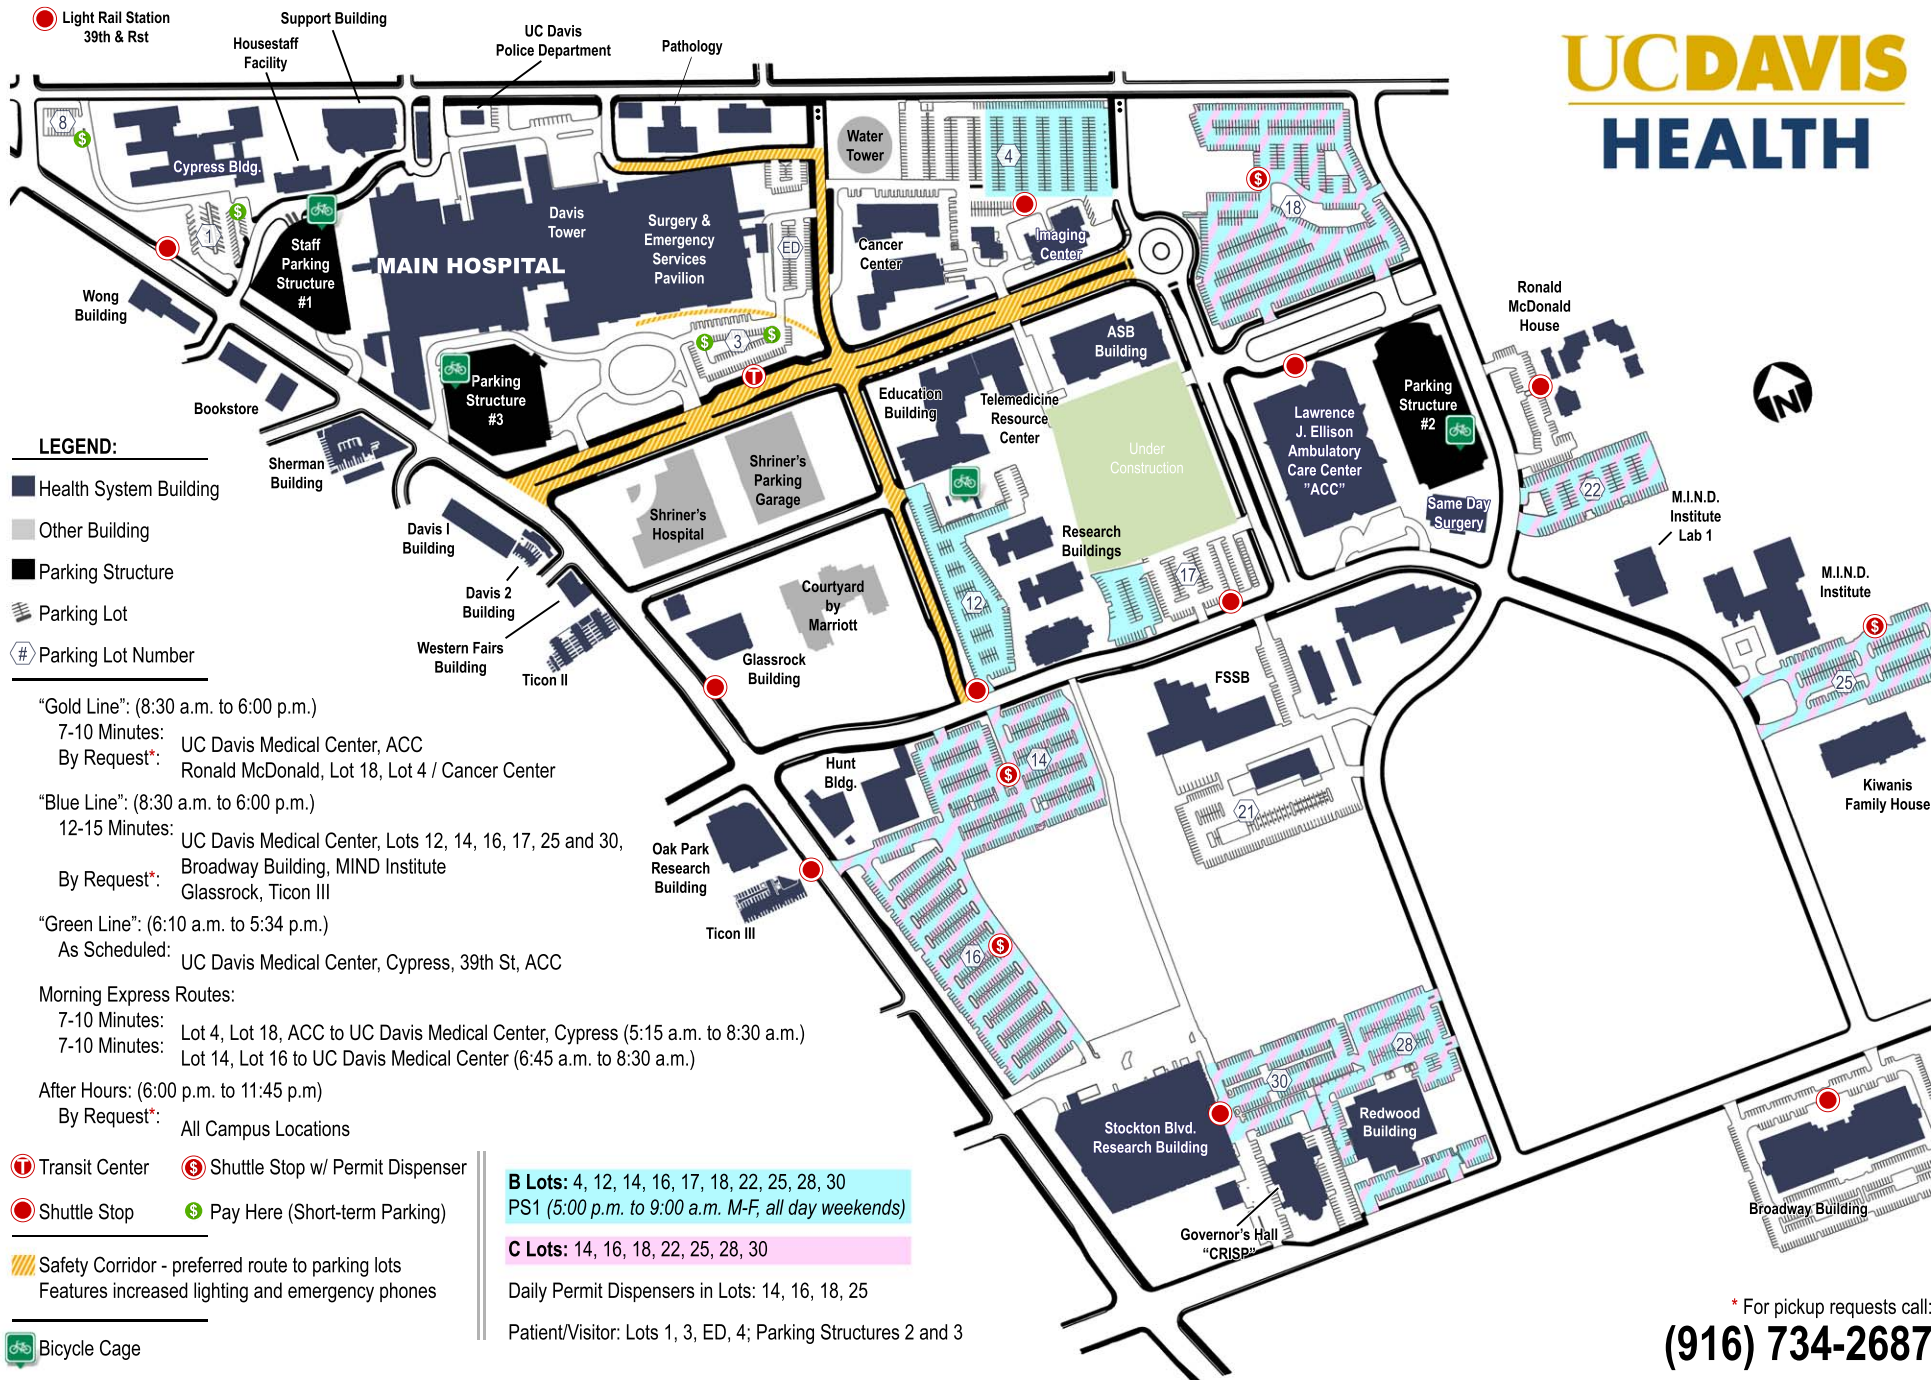 Light Rail Station
39th & Rst
Support Building
Housestaff
Facility
UC Davis
Police Department
Pathology
UCDAVIS
HEALTH
8
$
Cypress Bldg.
Water
Tower
4
$
18
1
$
Staff
Parking
Structure
#1
MAIN HOSPITAL
Davis
Tower
Surgery &
Emergency
Services
Pavilion
ED
Cancer
Center
Imaging
Center
Wong
Building
Bookstore
Parking
Structure
#3
$
3
$
T
ASB
Building
Ronald
McDonald
House
Education
Building
Telemedicine
Resource
Center
Under
Construction
Lawrence
J. Ellison
Ambulatory
Care Center
"ACC"
Parking
Structure
#2
N
Same Day
Surgery
22
M.I.N.D.
Institute
Lab 1
M.I.N.D.
Institute
$
25
Kiwanis
Family House
Sherman
Building
Shriner's
Parking
Garage
Shriner's
Hospital
Davis I
Building
Davis 2
Building
Western Fairs
Building
Ticon II
Courtyard
by
Marriott
Glassrock
Building
Research
Buildings
12
17
FSSB
Hunt
Bldg.
14
$
21
Oak Park
Research
Building
Ticon III
16
$
28
30
Stockton Blvd.
Research Building
Redwood
Building
Governor's Hall
"CRISP"
Broadway Building
LEGEND:
Health System Building
Other Building
Parking Structure
Parking Lot
# Parking Lot Number
“Gold Line”: (8:30 a.m. to 6:00 p.m.)
7-10 Minutes:
UC Davis Medical Center, ACC
By Request*:
Ronald McDonald, Lot 18, Lot 4 / Cancer Center
“Blue Line”: (8:30 a.m. to 6:00 p.m.)
12-15 Minutes:
UC Davis Medical Center, Lots 12, 14, 16, 17, 25 and 30,
Broadway Building, MIND Institute
By Request*:
Glassrock, Ticon III
“Green Line”: (6:10 a.m. to 5:34 p.m.)
As Scheduled:
UC Davis Medical Center, Cypress, 39th St, ACC
Morning Express Routes:
7-10 Minutes:
Lot 4, Lot 18, ACC to UC Davis Medical Center, Cypress (5:15 a.m. to 8:30 a.m.)
7-10 Minutes:
Lot 14, Lot 16 to UC Davis Medical Center (6:45 a.m. to 8:30 a.m.)
After Hours: (6:00 p.m. to 11:45 p.m)
By Request*:
All Campus Locations
T Transit Center
$ Shuttle Stop w/ Permit Dispenser
Shuttle Stop
$ Pay Here (Short-term Parking)
Safety Corridor - preferred route to parking lots
Features increased lighting and emergency phones
Bicycle Cage
B Lots: 4, 12, 14, 16, 17, 18, 22, 25, 28, 30
PS1 (5:00 p.m. to 9:00 a.m. M-F, all day weekends)
C Lots: 14, 16, 18, 22, 25, 28, 30
Daily Permit Dispensers in Lots: 14, 16, 18, 25
Patient/Visitor: Lots 1, 3, ED, 4; Parking Structures 2 and 3
* For pickup requests call:
(916) 734-2687